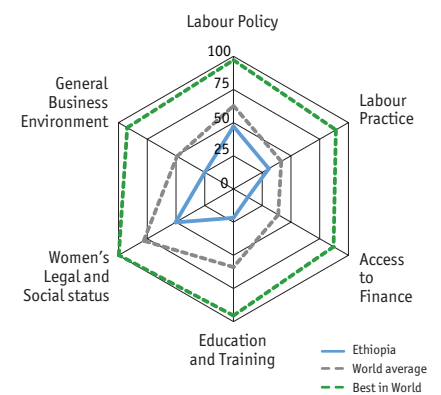 Labour Policy
100
75
50
25
0
General
Business
Environment
Labour
Practice
Women's
Legal and
Social status
Access
to
Finance
Education
and Training
Ethiopia
World average
Best in World